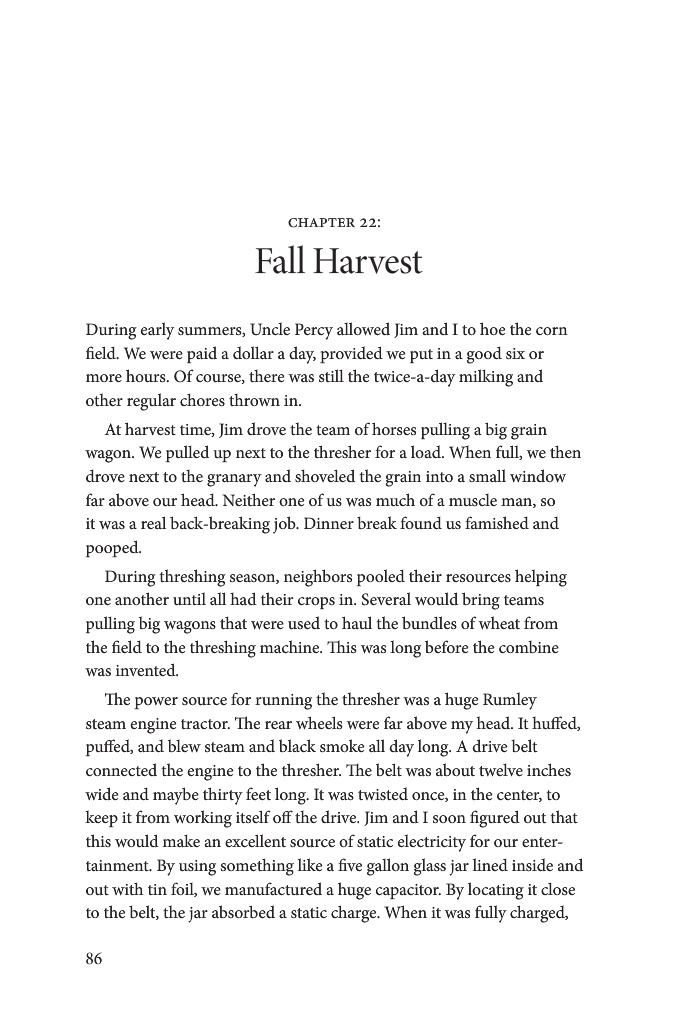 CHAPTER 22:
Fall Harvest
During early summers, Uncle Percy allowed Jim and I to hoe the corn
field. We were paid a dollar a day, provided we put in a good six or
more hours. Of course, there was still the twice-a-day milking and
other regular chores thrown in.
At harvest time, Jim drove the team of horses pulling a big grain
wagon. We pulled up next to the thresher for a load. When full, we then
drove next to the granary and shoveled the grain into a small window
far above our head. Neither one of us was much of a muscle man, so
it was a real back-breaking job. Dinner break found us famished and
pooped.
During threshing season, neighbors pooled their resources helping
one another until all had their crops in. Several would bring teams
pulling big wagons that were used to haul the bundles of wheat from
the field to the threshing machine. This was long before the combine
was invented.
The power source for running the thresher was a huge Rumley
steam engine tractor. The rear wheels were far above my head. It huffed,
puffed, and blew steam and black smoke all day long. A drive belt
connected the engine to the thresher. The belt was about twelve inches
wide and maybe thirty feet long. It was twisted once, in the center, to
keep it from working itself off the drive. Jim and I soon figured out that
this would make an excellent source of static electricity for our enter-
tainment. By using something like a five gallon glass jar lined inside and
out with tin foil, we manufactured a huge capacitor. By locating it close
to the belt, the jar absorbed a static charge. When it was fully charged,
86